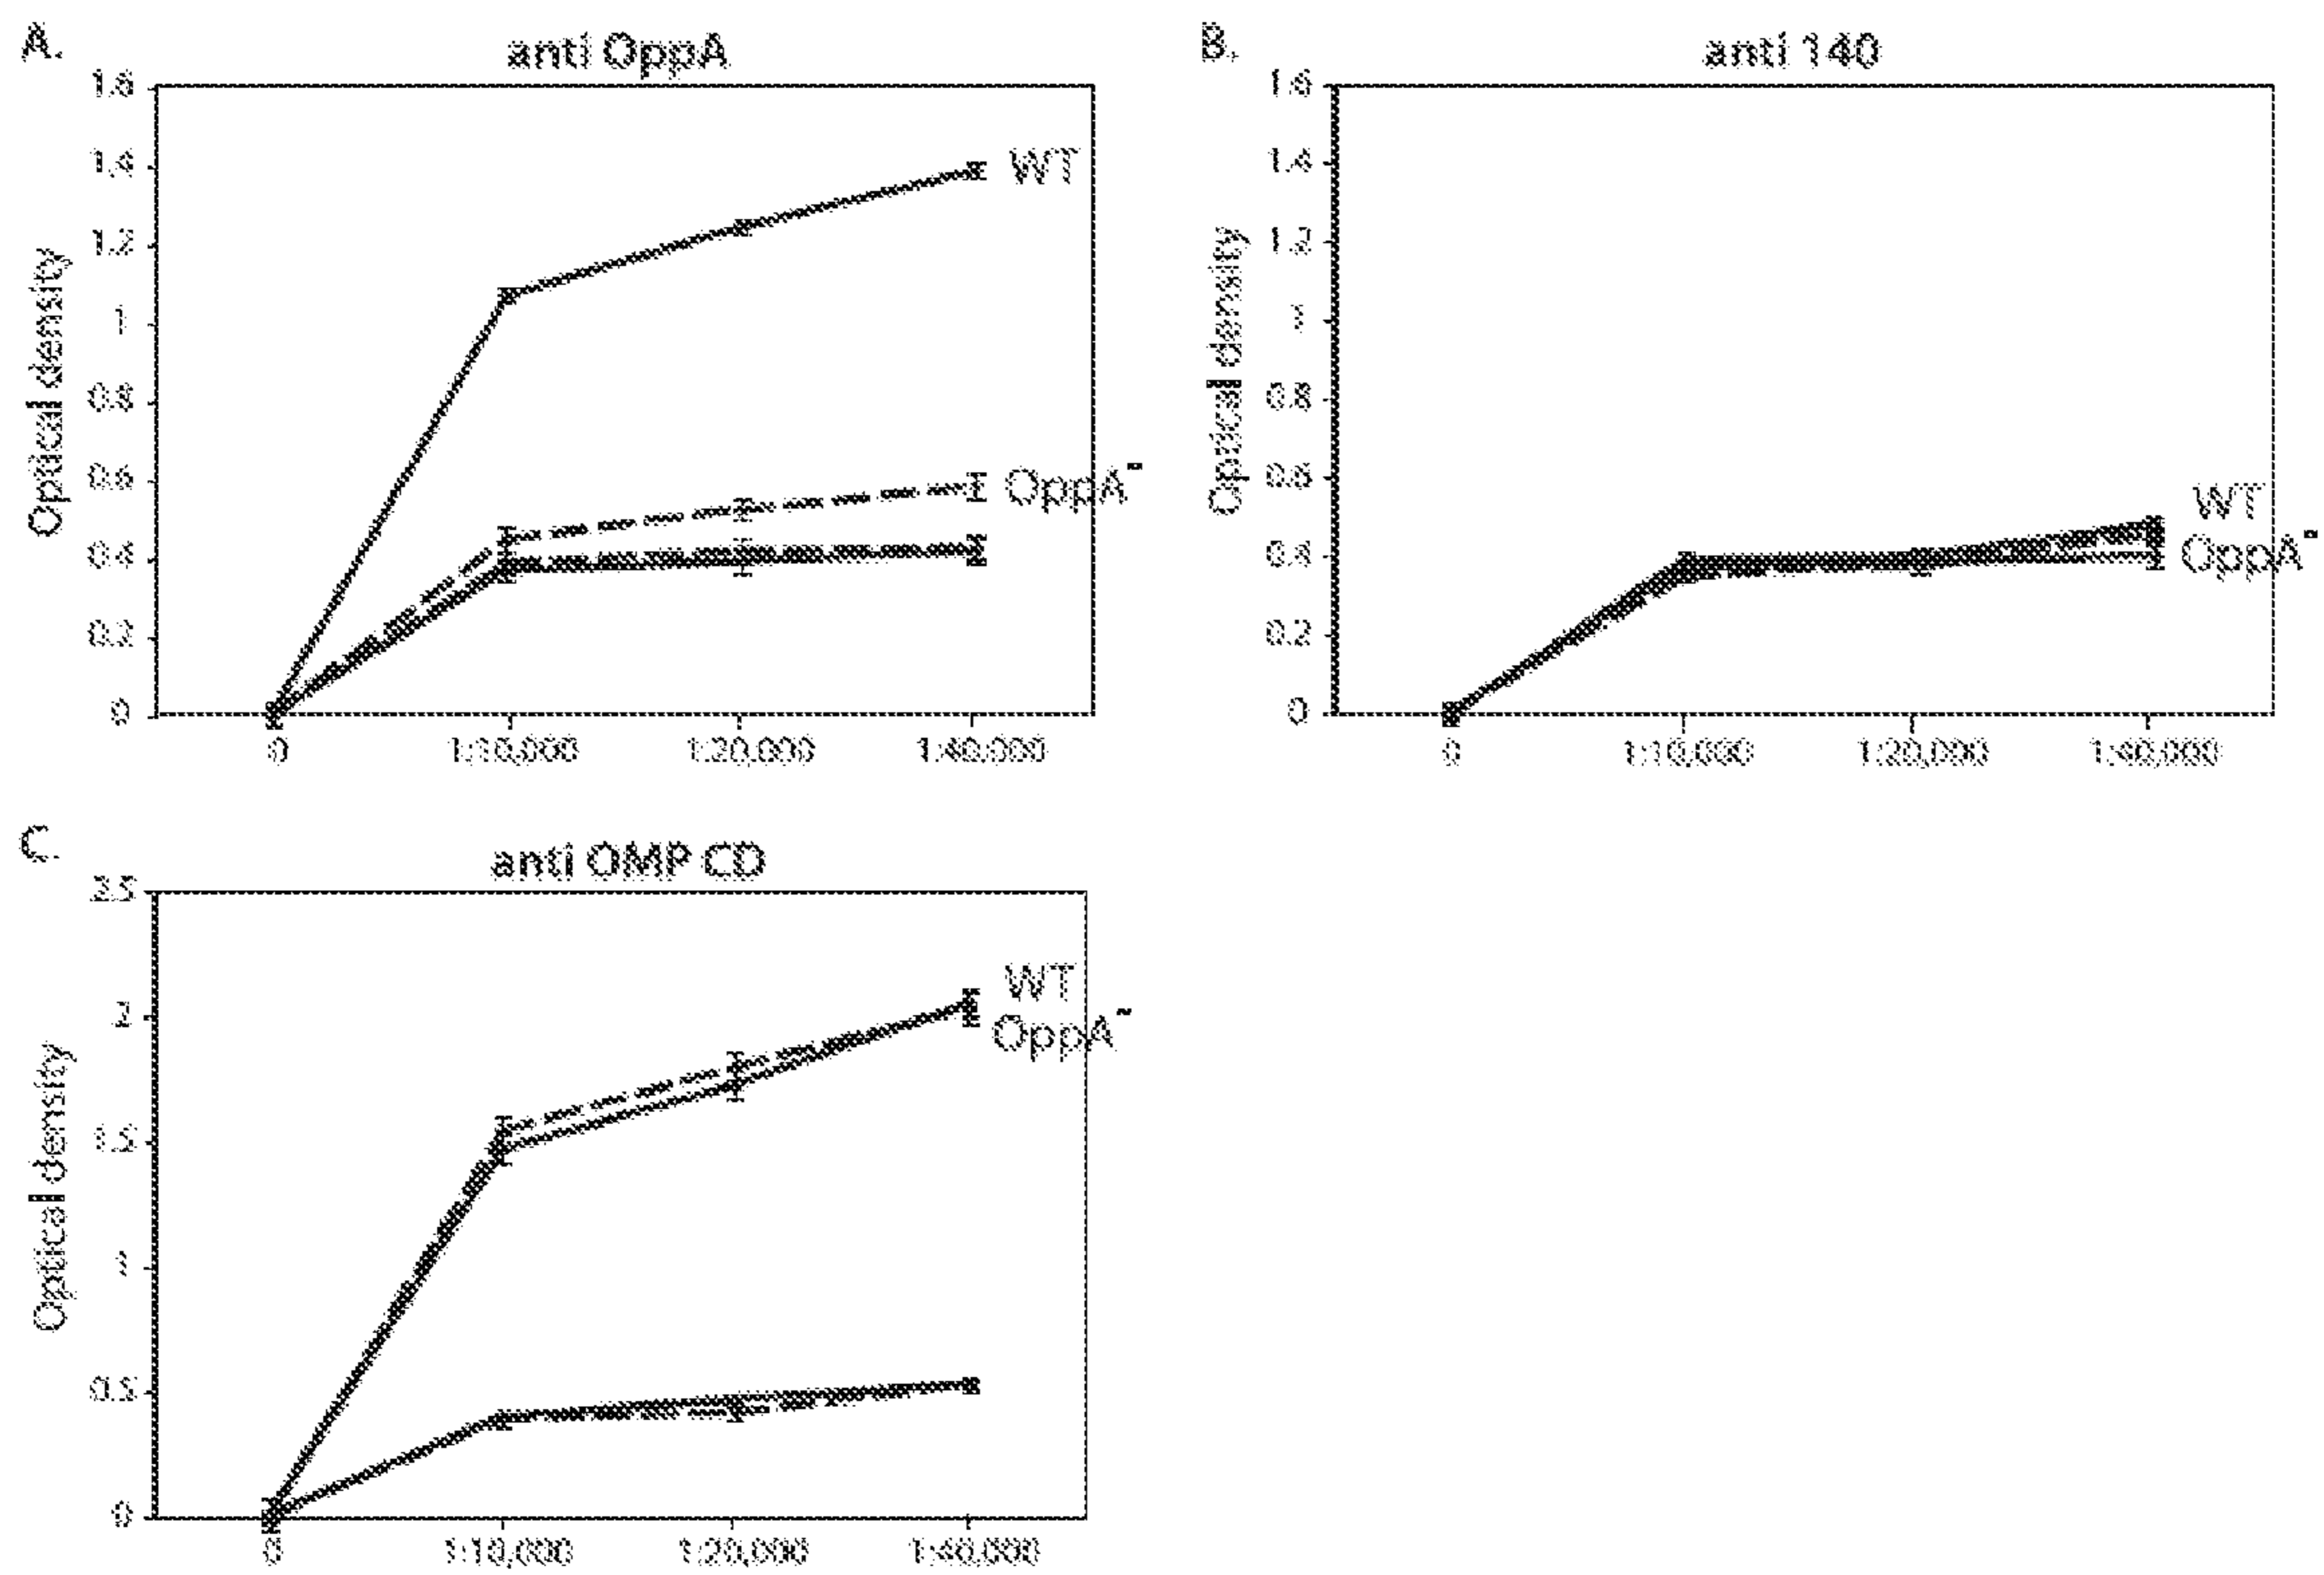 A.
anti OppA
1.6
1.4
1.2
1
0.8
0.6
0.4
0.2
0
Optical density
WT
OppA-
0 1:10,000 1:20,000 1:40,000
B.
anti 140
1.6
1.4
1.2
1
0.8
0.6
0.4
0.2
0
Optical density
WT
OppA-
0 1:10,000 1:20,000 1:40,000
C.
anti OMP CD
2.5
2
1.5
1
0.5
0
Optical density
WT
OppA-
0 1:10,000 1:20,000 1:40,000